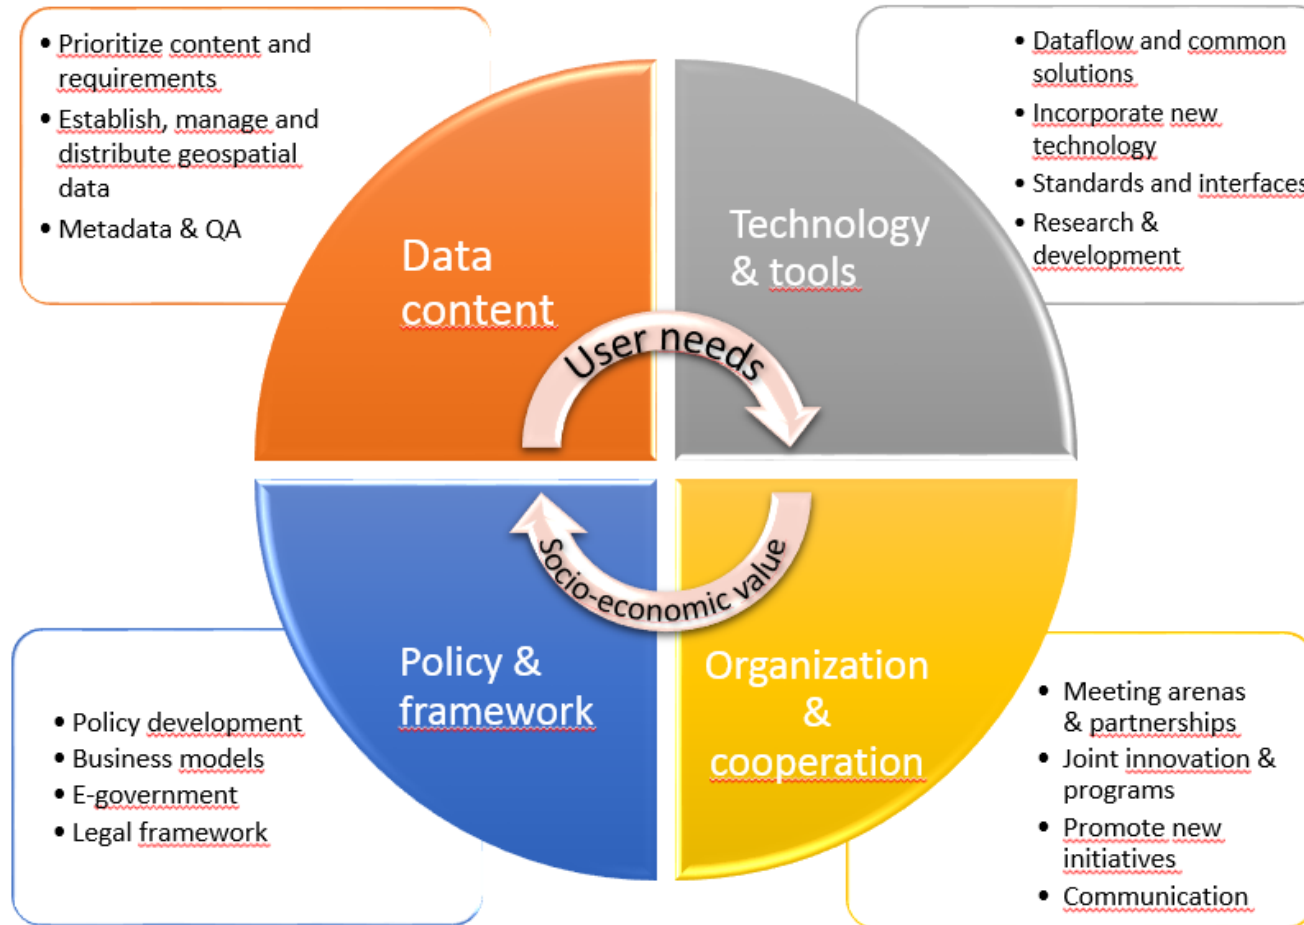 • Prioritize content and
requirements
• Establish, manage and
distribute geospatial
data
• Metadata & QA
• Dataflow and common
solutions
• Incorporate new
technology
• Standards and interfaces
• Research &
development
Data
content
Technology
& tools
User needs
Socio-economic value
Policy &
framework
Organization
&
cooperation
• Policy development
• Business models
• E-government
• Legal framework
• Meeting arenas
& partnerships
• Joint innovation &
programs
• Promote new
initiatives
• Communication